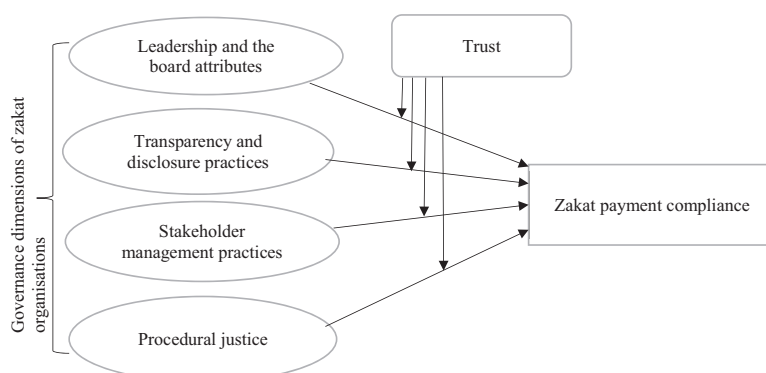 Governance dimensions of zakat
organisations
Leadership and the
board attributes
Trust
Transparency and
disclosure practices
Zakat payment compliance
Stakeholder
management practices
Procedural justice